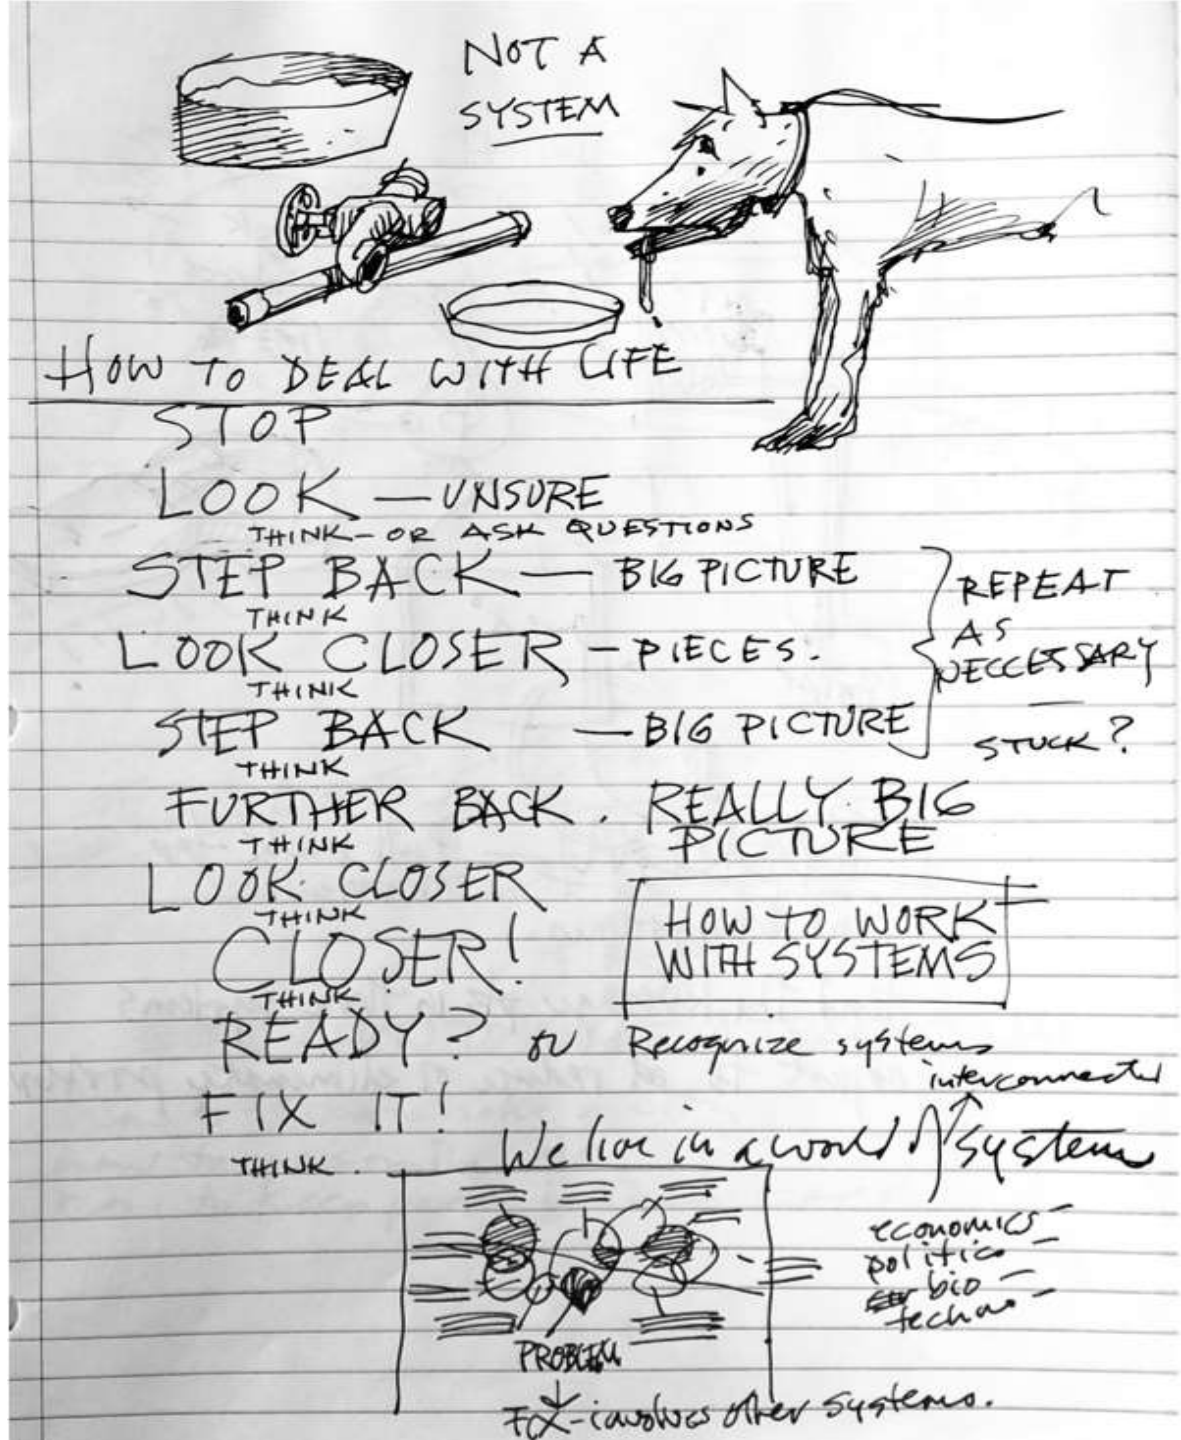 NOT A
SYSTEM
HOW TO DEAL WITH LIFE
STOP
LOOK — UNSURE
THINK — OR ASK QUESTIONS
STEP BACK — BIG PICTURE
THINK
LOOK CLOSER — PIECES.
THINK
STEP BACK — BIG PICTURE
REPEAT
AS
NECCESSARY
—
STUCK?
THINK
FURTHER BACK. REALLY BIG
PICTURE
THINK
LOOK CLOSER
THINK
CLOSER!
THINK
HOW TO WORK
WITH SYSTEMS
READY? or Recognize systems
interconnected
FIX IT!
We live in a world of systems
THINK.
economics —
politics —
bio —
techno —
PROBLEM
FIX - involves other systems.